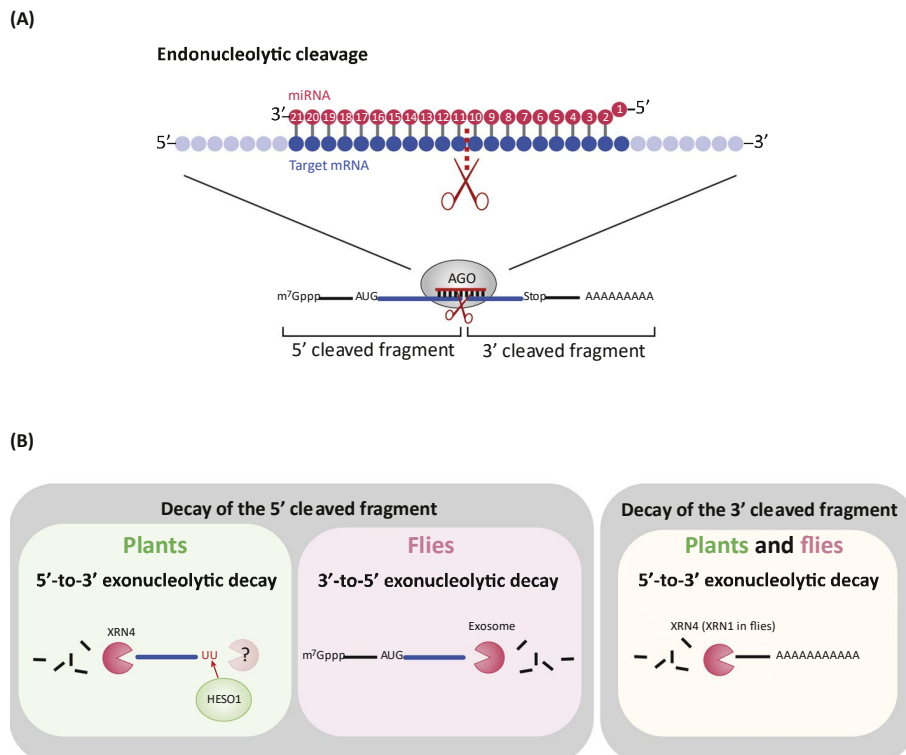 (A)
Endonucleolytic cleavage
miRNA
3′ 21 20 19 18 17 16 15 14 13 12 11 10 9 8 7 6 5 4 3 2 1 5′
5′ 3′
Target mRNA
AGO
m⁷Gppp AUG Stop AAAAAAAAA
5′ cleaved fragment 3′ cleaved fragment
(B)
Decay of the 5′ cleaved fragment
Plants
5′-to-3′ exonucleolytic decay
XRN4
UU ?
HESO1
Flies
3′-to-5′ exonucleolytic decay
Exosome
m⁷Gppp AUG
Decay of the 3′ cleaved fragment
Plants and flies
5′-to-3′ exonucleolytic decay
XRN4 (XRN1 in flies)
AAAAAAAAAAA